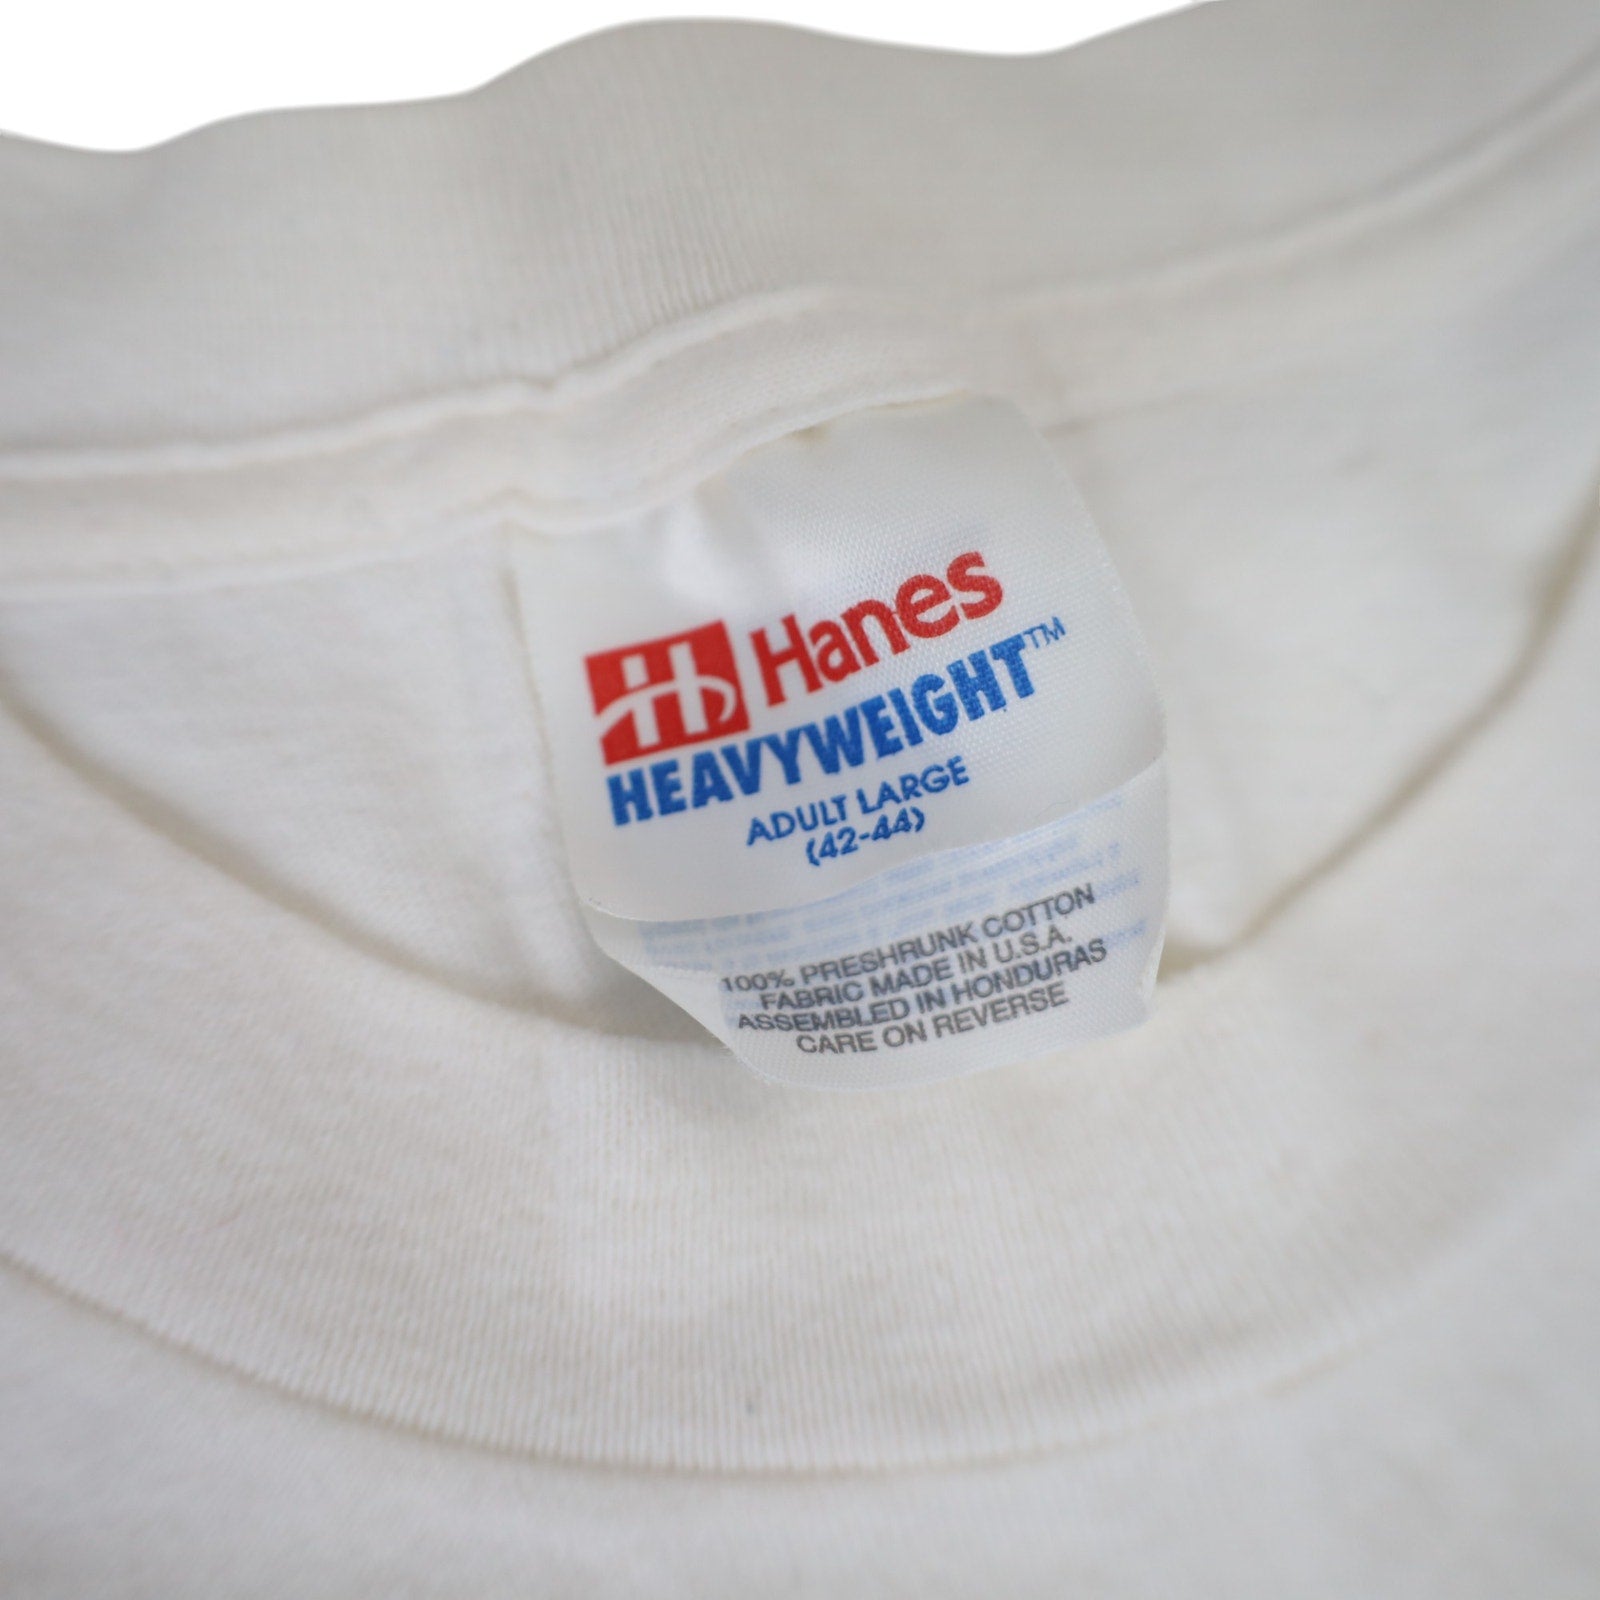 Hanes
HEAVYWEIGHT™
ADULT LARGE
(42-44)
100% PRESHRUNK COTTON
FABRIC MADE IN U.S.A.
ASSEMBLED IN HONDURAS
CARE ON REVERSE